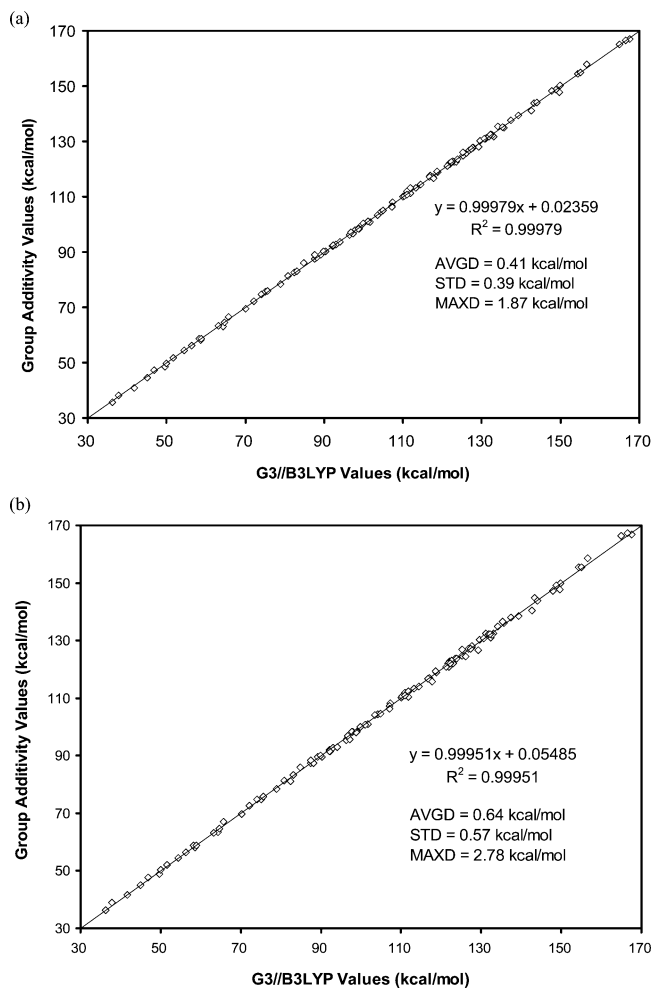 (a)
170
150
130
110
90
70
50
30
Group Additivity Values (kcal/mol)
y = 0.99979x + 0.02359
R² = 0.99979
AVGD = 0.41 kcal/mol
STD = 0.39 kcal/mol
MAXD = 1.87 kcal/mol
30 50 70 90 110 130 150 170
G3//B3LYP Values (kcal/mol)
(b)
170
150
130
110
90
70
50
30
Group Additivity Values (kcal/mol)
y = 0.99951x + 0.05485
R² = 0.99951
AVGD = 0.64 kcal/mol
STD = 0.57 kcal/mol
MAXD = 2.78 kcal/mol
30 50 70 90 110 130 150 170
G3//B3LYP Values (kcal/mol)